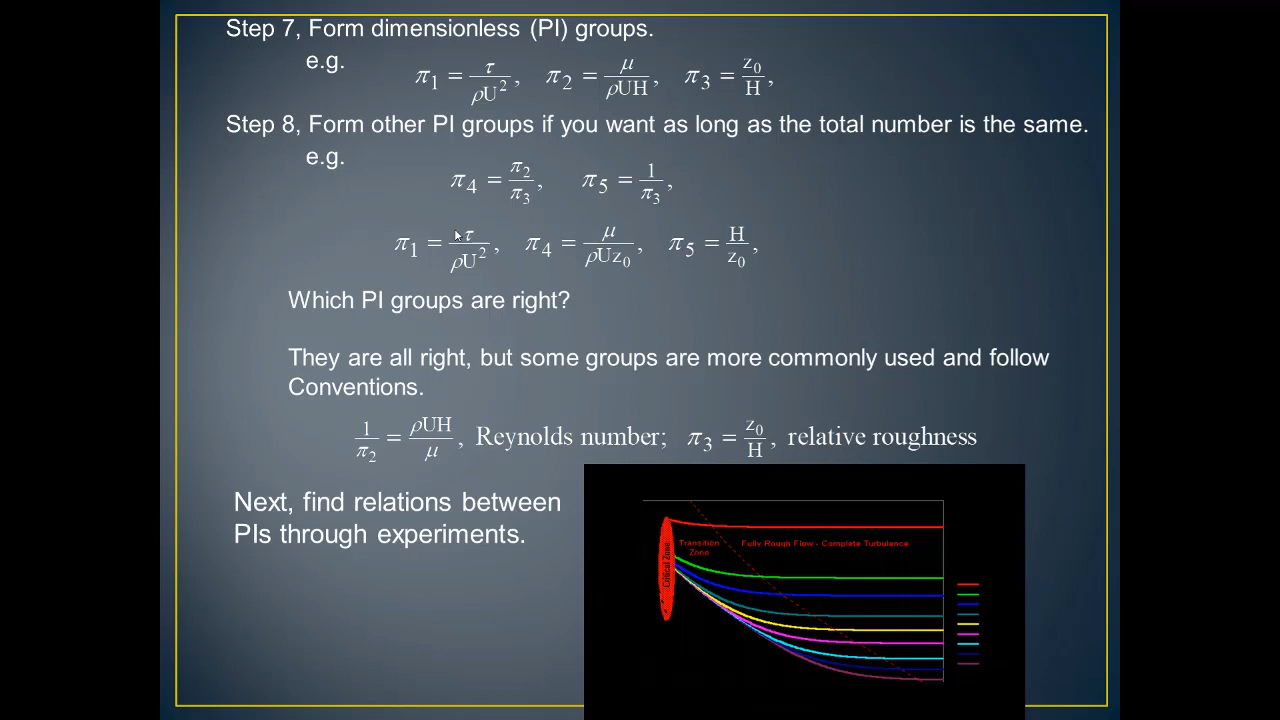 Step 7, Form dimensionless (PI) groups.
e.g.
π₁ = τ/ρU², π₂ = μ/ρUH, π₃ = z₀/H,
Step 8, Form other PI groups if you want as long as the total number is the same.
e.g.
π₄ = π₂/π₃, π₅ = 1/π₃,
π₁ = τ/ρU², π₄ = μ/ρUz₀, π₅ = H/z₀,
Which PI groups are right?
They are all right, but some groups are more commonly used and follow
Conventions.
1/π₂ = ρUH/μ, Reynolds number; π₃ = z₀/H, relative roughness
Next, find relations between
PIs through experiments.
Transition
Zone
Fully Rough Flow - Complete Turbulence
Critical Zone